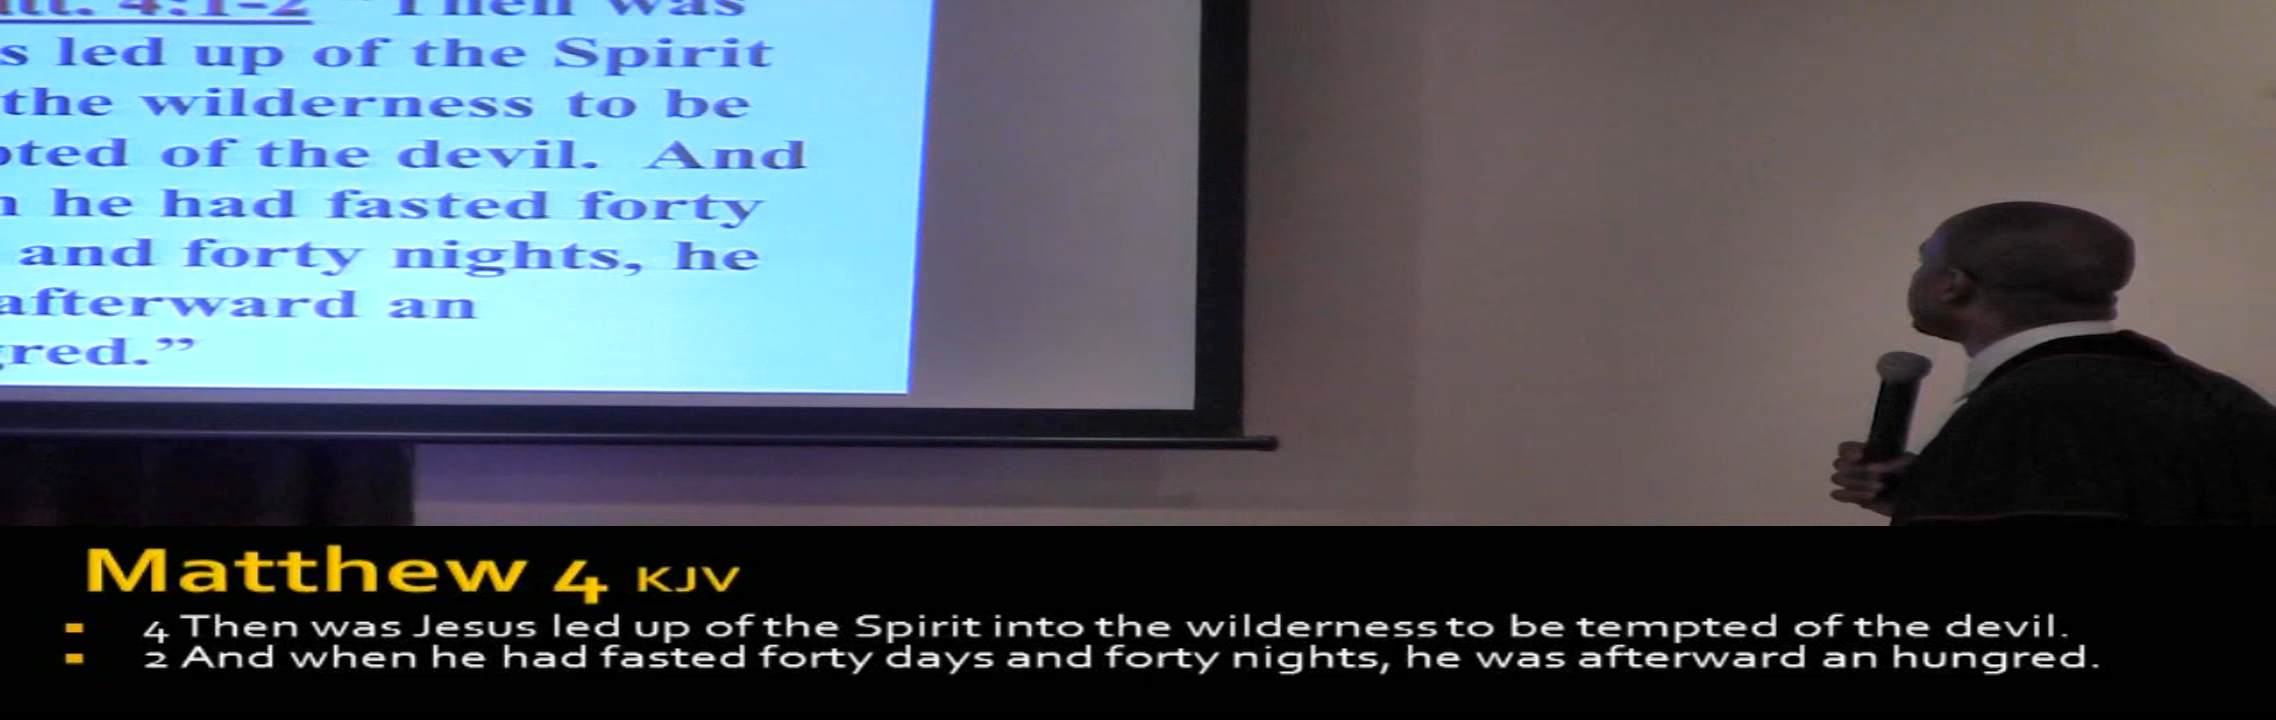 4:1-2 "Then was
led up of the Spirit
the wilderness to be
of the devil. And
he had fasted forty
and forty nights, he
afterward an
Matthew 4 KJV
4 Then was Jesus led up of the Spirit into the wilderness to be tempted of the devil.
2 And when he had fasted forty days and forty nights, he was afterward an hungred.